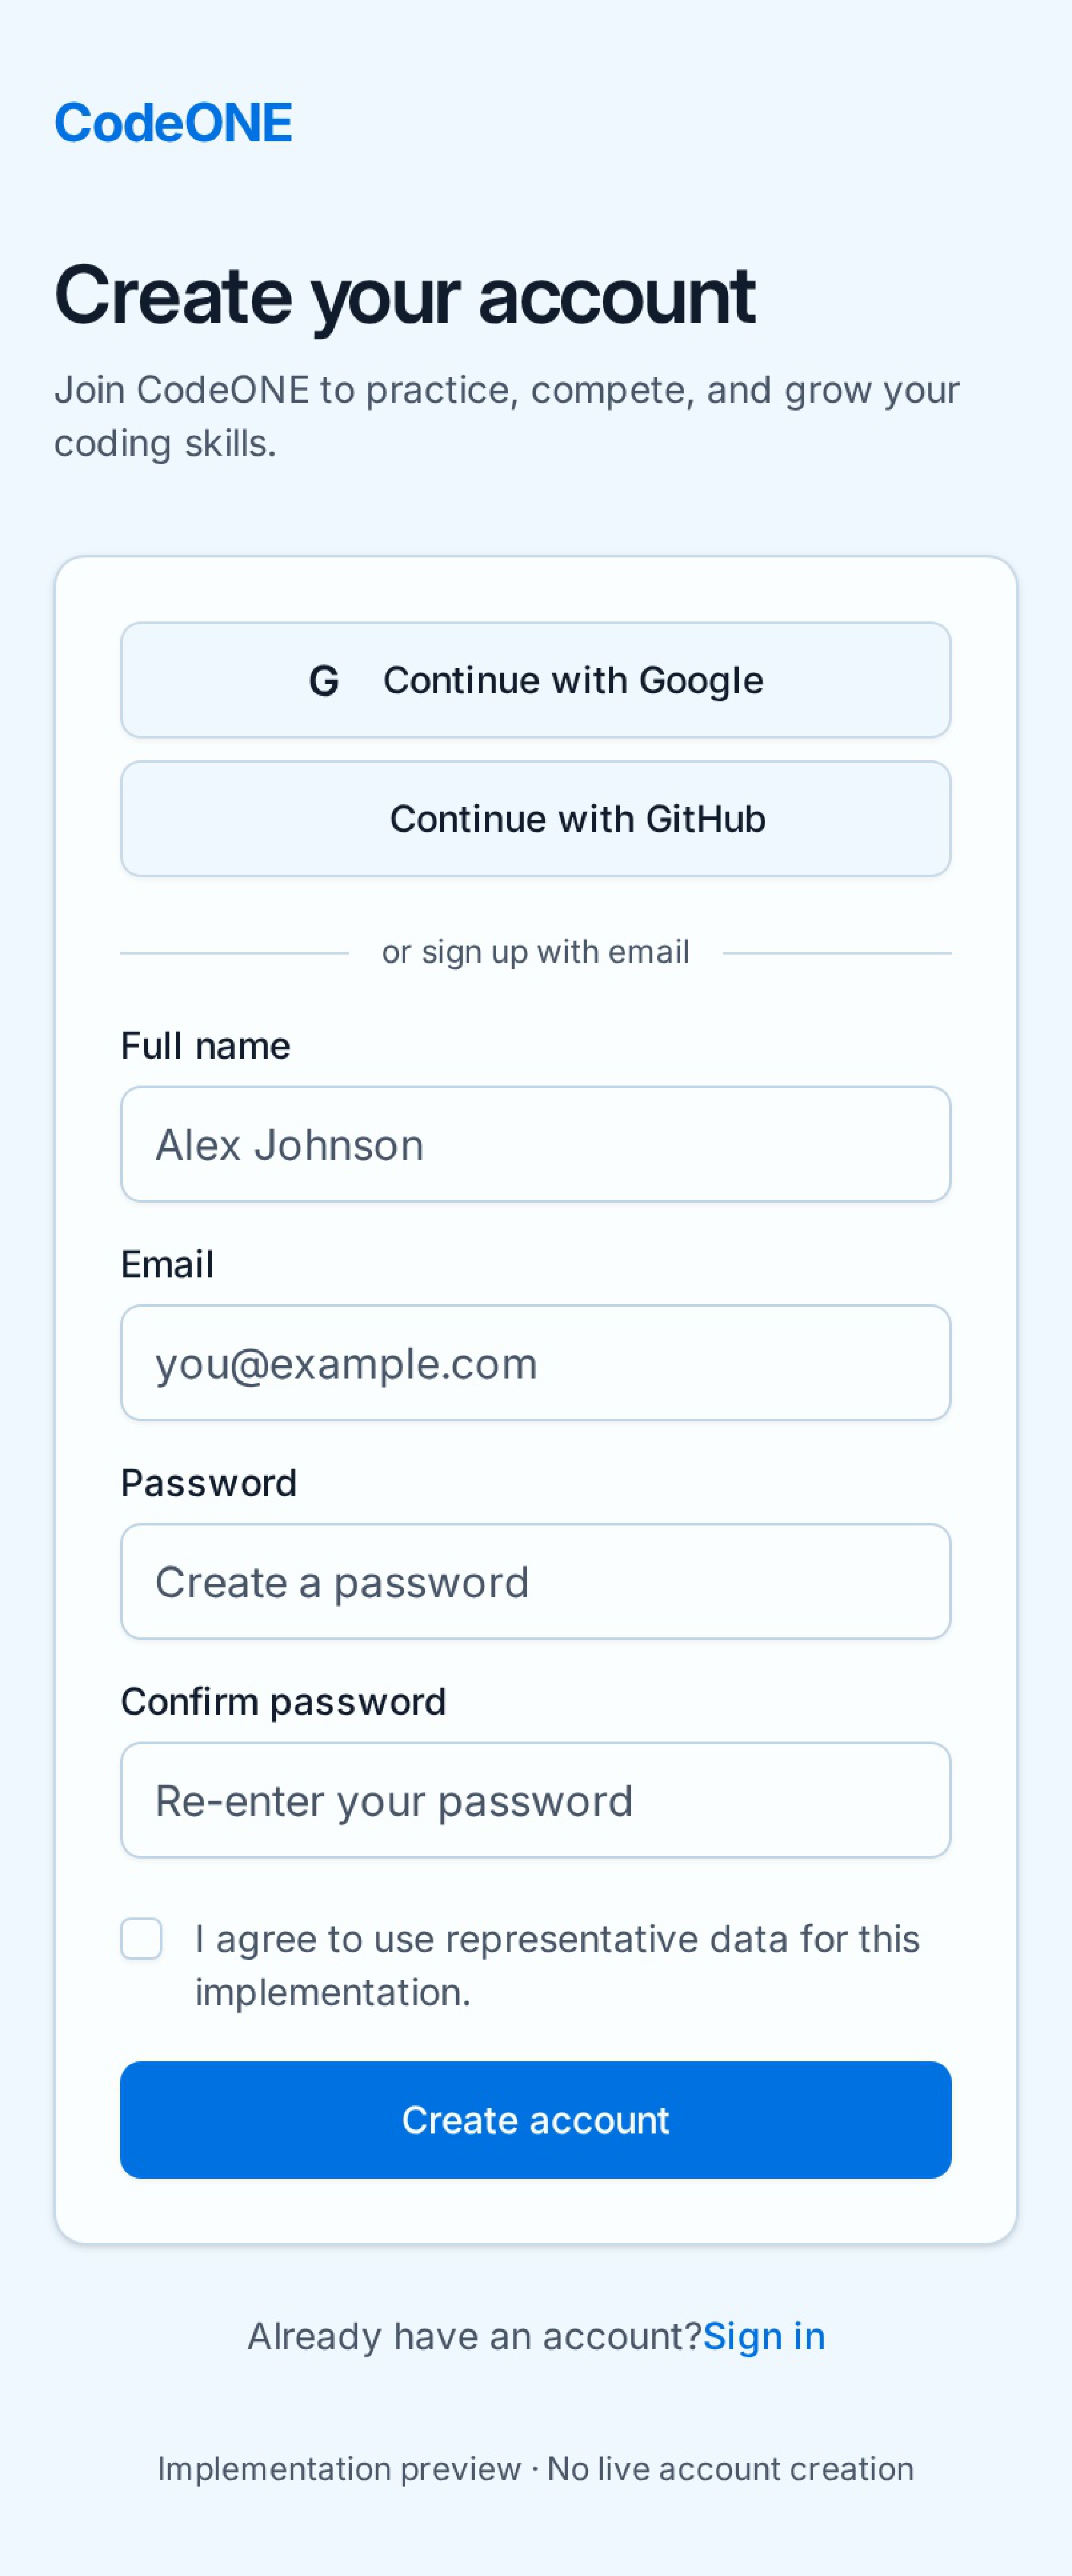 CodeONE
Create your account
Join CodeONE to practice, compete, and grow your
coding skills.
G Continue with Google
Continue with GitHub
or sign up with email
Full name
Alex Johnson
Email
you@example.com
Password
Create a password
Confirm password
Re-enter your password
I agree to use representative data for this
implementation.
Create account
Already have an account?Sign in
Implementation preview · No live account creation